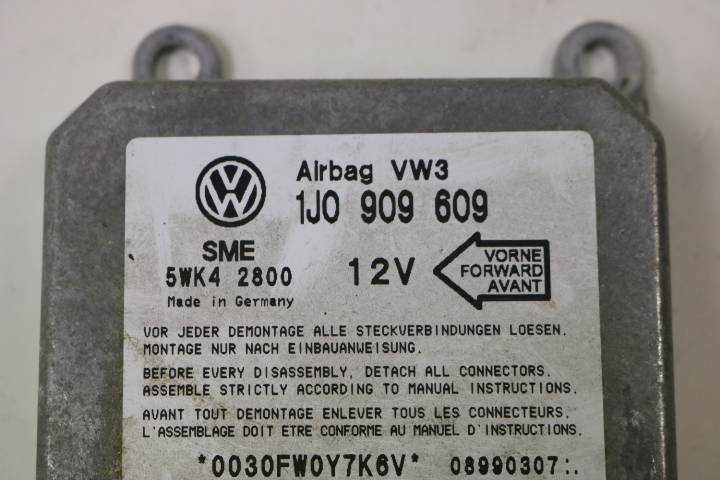 Airbag VW3
1J0 909 609
SME
5WK4 2800
12V
VORNE
FORWARD
AVANT
Made in Germany
VOR JEDER DEMONTAGE ALLE STECKVERBINDUNGEN LOESEN.
MONTAGE NUR NACH EINBAUANWEISUNG.
BEFORE EVERY DISASSEMBLY, DETACH ALL CONNECTORS.
ASSEMBLE STRICTLY ACCORDING TO MANUAL INSTRUCTIONS.
AVANT TOUT DEMONTAGE ENLEVER TOUS LES CONNECTEURS.
L'ASSEMBLAGE DOIT ETRE CONFORME AU MANUEL D'INSTRUCTIONS.
*0030FW0Y7K6V* 08990307:.